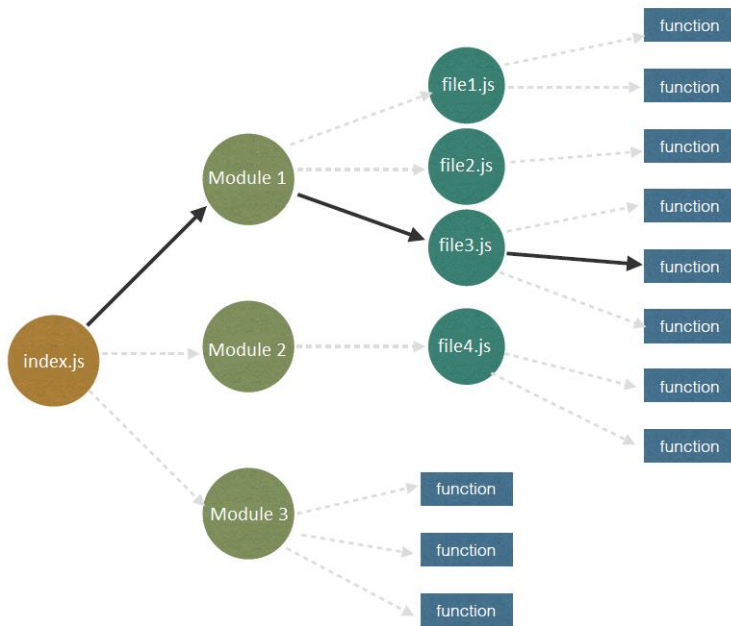 function
file1.js
function
function
file2.js
Module 1
function
file3.js
function
function
index.js
Module 2
file4.js
function
function
Module 3
function
function
function